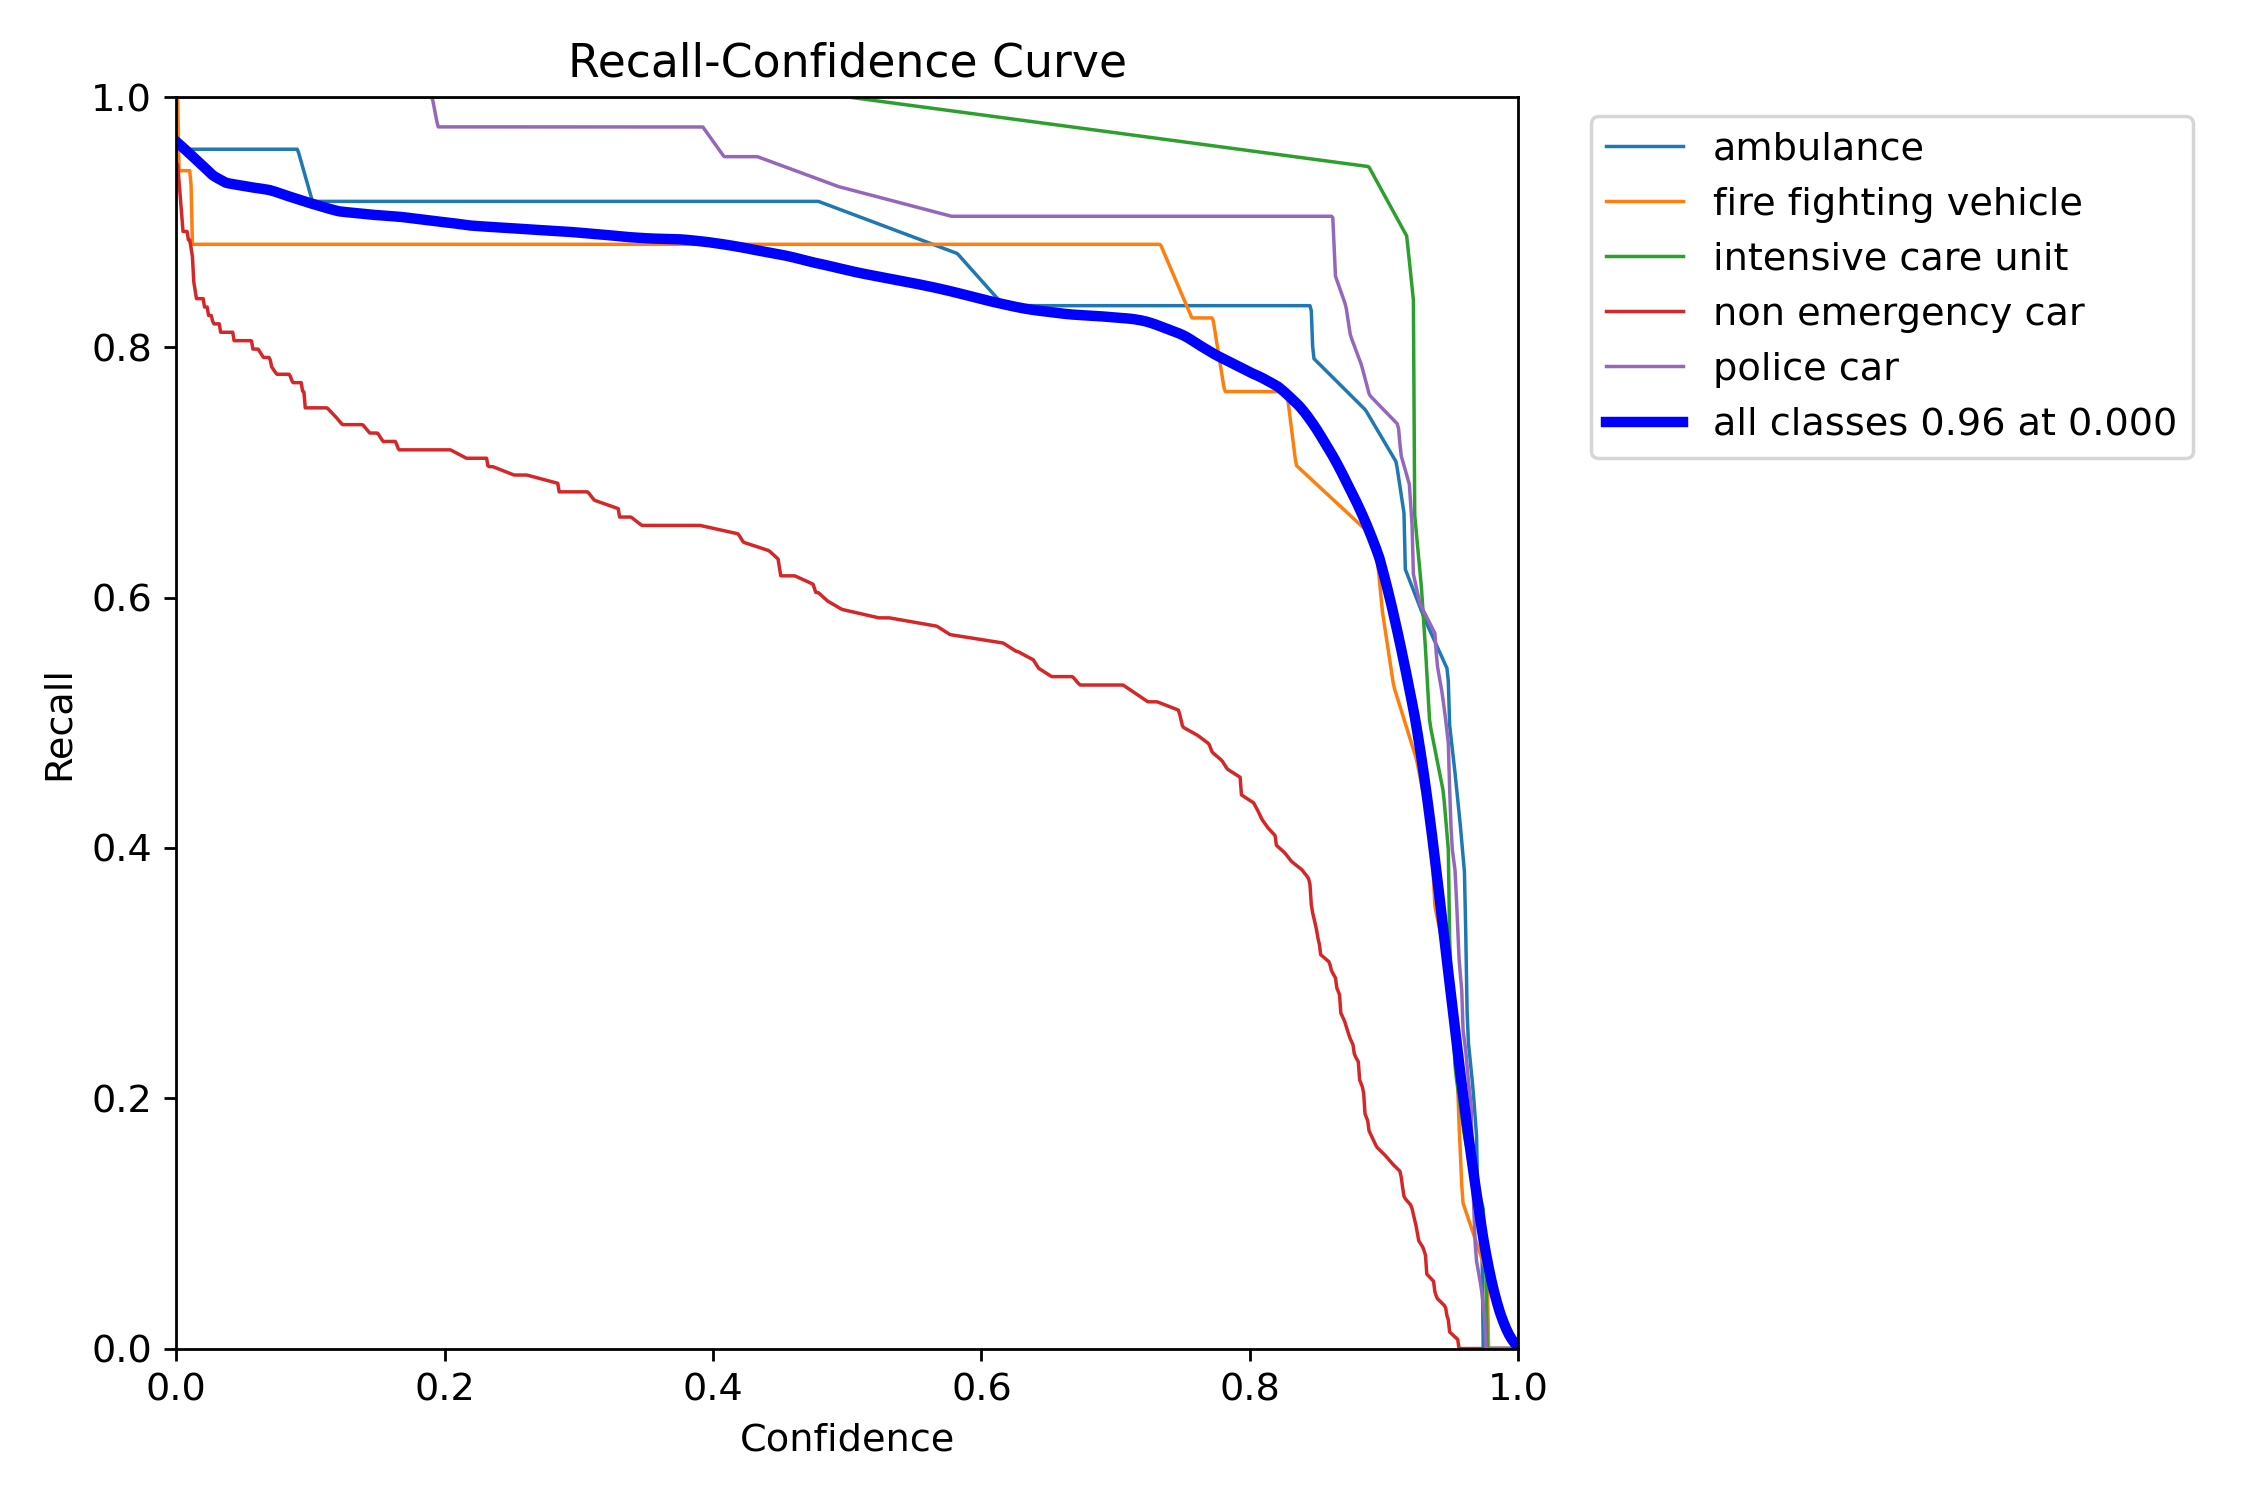 Recall-Confidence Curve
1.0
0.8
0.6
0.4
0.2
0.0
Recall
0.0 0.2 0.4 0.6 0.8 1.0
Confidence
ambulance
fire fighting vehicle
intensive care unit
non emergency car
police car
all classes 0.96 at 0.000